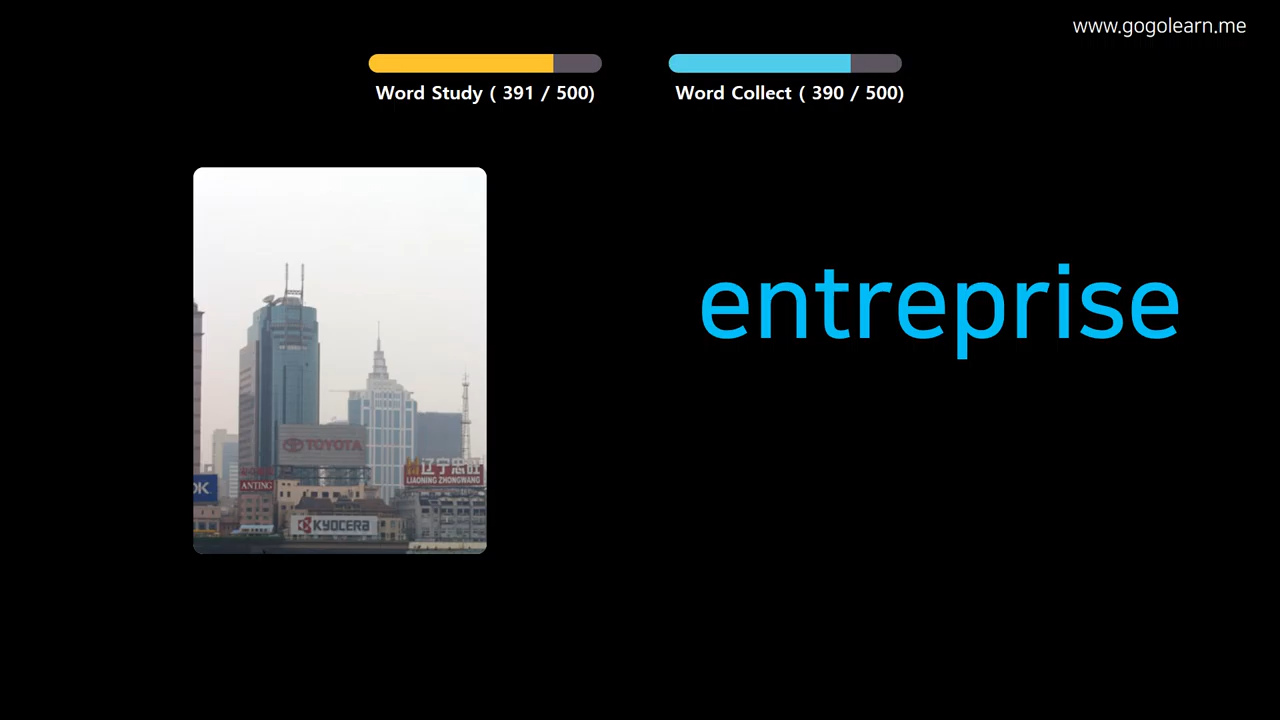 www.gogolearn.me
Word Study ( 391 / 500)
Word Collect ( 390 / 500)
entreprise
TOYOTA
辽宁忠旺
LIAONING ZHONGWANG
OK
ANTING
KYOCERA